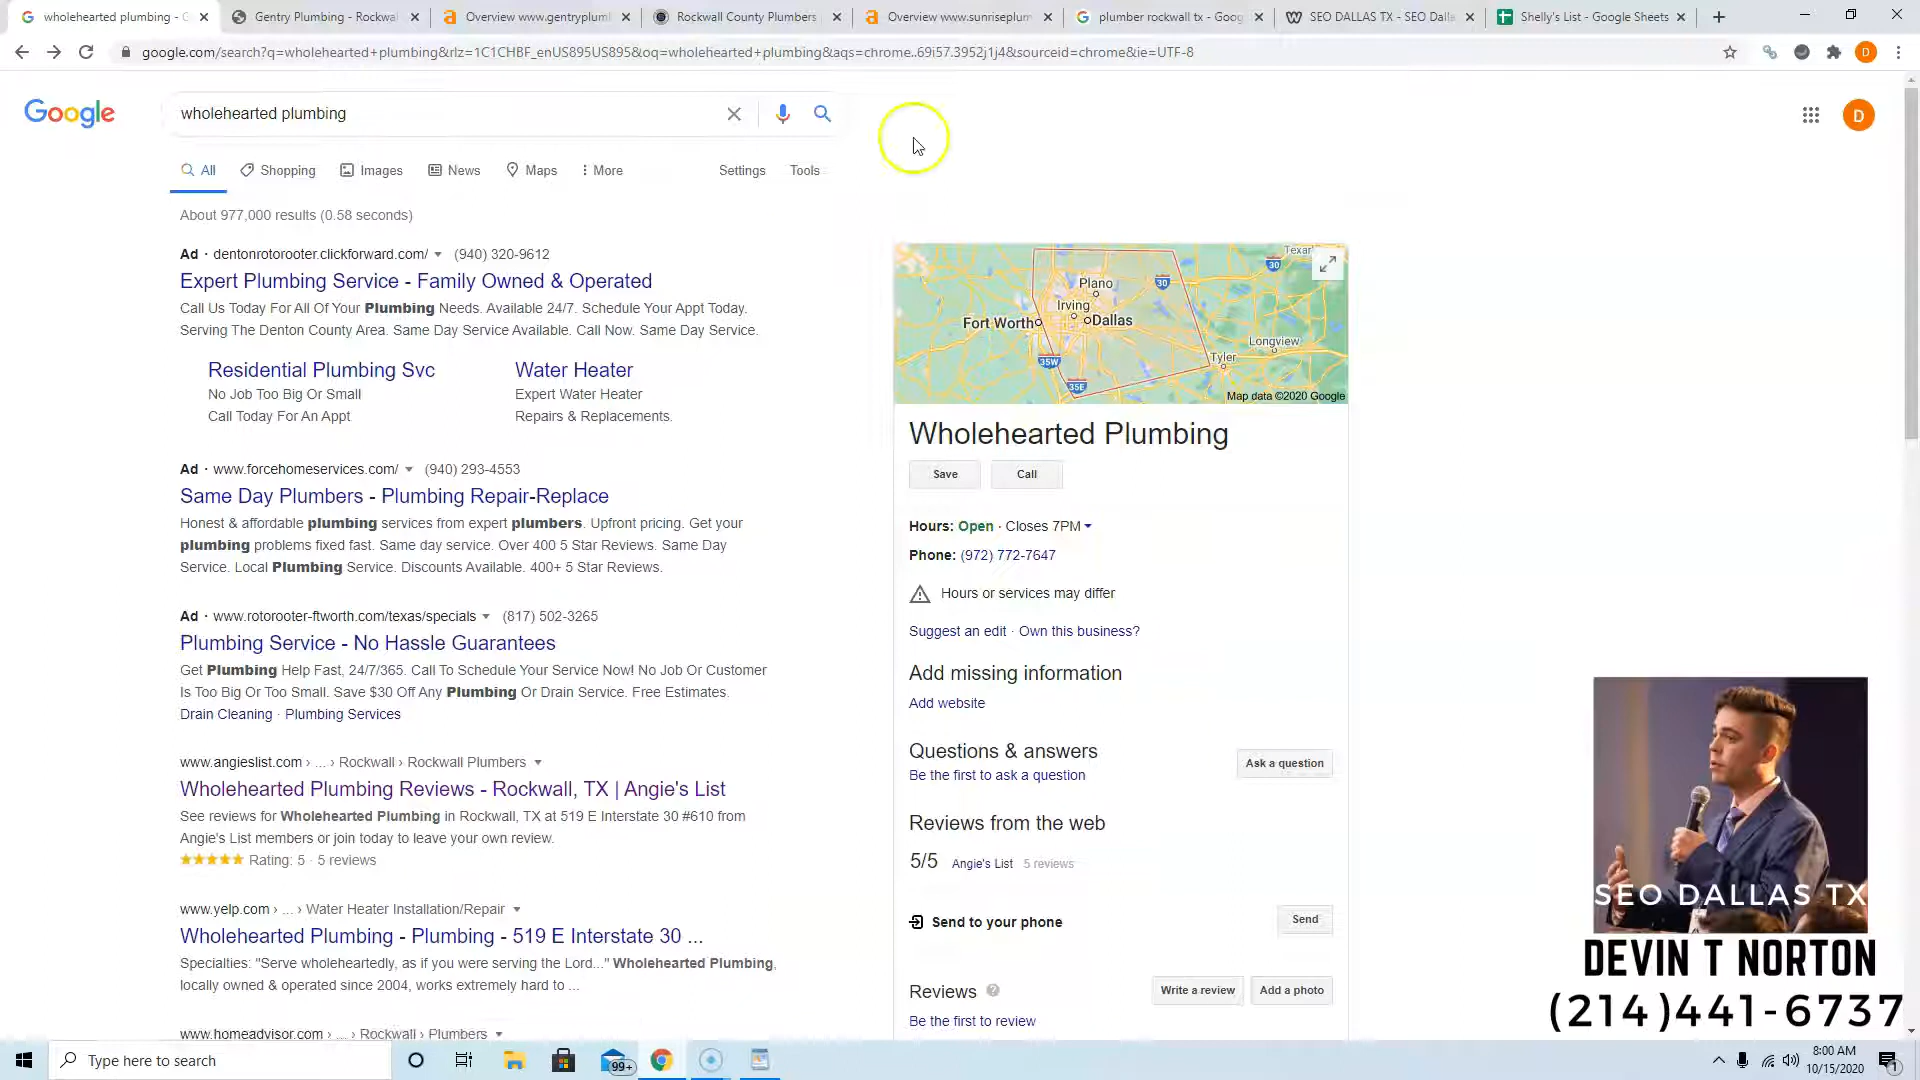 wholehearted plumbing - G
Gentry Plumbing - Rockwal
Overview www.gentryplum
Rockwall County Plumbers
Overview www.sunriseplum
plumber rockwall tx - Goog
SEO DALLAS TX - SEO Dalla
Shelly's List - Google Sheets
google.com/search?q=wholehearted+plumbing&rlz=1C1CHBF_enUS895US895&oq=wholehearted+plumbing&aqs=chrome..69i57.3952j1j4&sourceid=chrome&ie=UTF-8
D
Google
wholehearted plumbing
D
All
Shopping
Images
News
Maps
More
Settings
Tools
About 977,000 results (0.58 seconds)
Ad · dentonrotorooter.clickforward.com/ (940) 320-9612
Expert Plumbing Service - Family Owned & Operated
Call Us Today For All Of Your Plumbing Needs. Available 24/7. Schedule Your Appt Today.
Serving The Denton County Area. Same Day Service Available. Call Now. Same Day Service.
Residential Plumbing Svc
No Job Too Big Or Small
Call Today For An Appt
Water Heater
Expert Water Heater
Repairs & Replacements.
Ad · www.forcehomeservices.com/ (940) 293-4553
Same Day Plumbers - Plumbing Repair-Replace
Honest & affordable plumbing services from expert plumbers. Upfront pricing. Get your
plumbing problems fixed fast. Same day service. Over 400 5 Star Reviews. Same Day
Service. Local Plumbing Service. Discounts Available. 400+ 5 Star Reviews.
Ad · www.rotorooter-ftworth.com/texas/specials (817) 502-3265
Plumbing Service - No Hassle Guarantees
Get Plumbing Help Fast, 24/7/365. Call To Schedule Your Service Now! No Job Or Customer
Is Too Big Or Too Small. Save $30 Off Any Plumbing Or Drain Service. Free Estimates.
Drain Cleaning · Plumbing Services
www.angieslist.com › ... › Rockwall › Rockwall Plumbers
Wholehearted Plumbing Reviews - Rockwall, TX | Angie's List
See reviews for Wholehearted Plumbing in Rockwall, TX at 519 E Interstate 30 #610 from
Angie's List members or join today to leave your own review.
Rating: 5 · 5 reviews
www.yelp.com › ... › Water Heater Installation/Repair
Wholehearted Plumbing - Plumbing - 519 E Interstate 30 ...
Specialties: "Serve wholeheartedly, as if you were serving the Lord..." Wholehearted Plumbing,
locally owned & operated since 2004, works extremely hard to ...
www.homeadvisor.com › ... › Rockwall › Plumbers
Texar
30
Plano
30
Irving
Fort Worth
Dallas
Longview
35W
Tyler
35E
Map data ©2020 Google
Wholehearted Plumbing
Save
Call
Hours: Open · Closes 7PM
Phone: (972) 772-7647
Hours or services may differ
Suggest an edit · Own this business?
Add missing information
Add website
Questions & answers
Be the first to ask a question
Ask a question
Reviews from the web
5/5 Angie's List 5 reviews
Send to your phone
Send
Reviews
Write a review
Add a photo
Be the first to review
SEO DALLAS TX
DEVIN T NORTON
(214)441-6737
Type here to search
99+
8:00 AM
10/15/2020
1